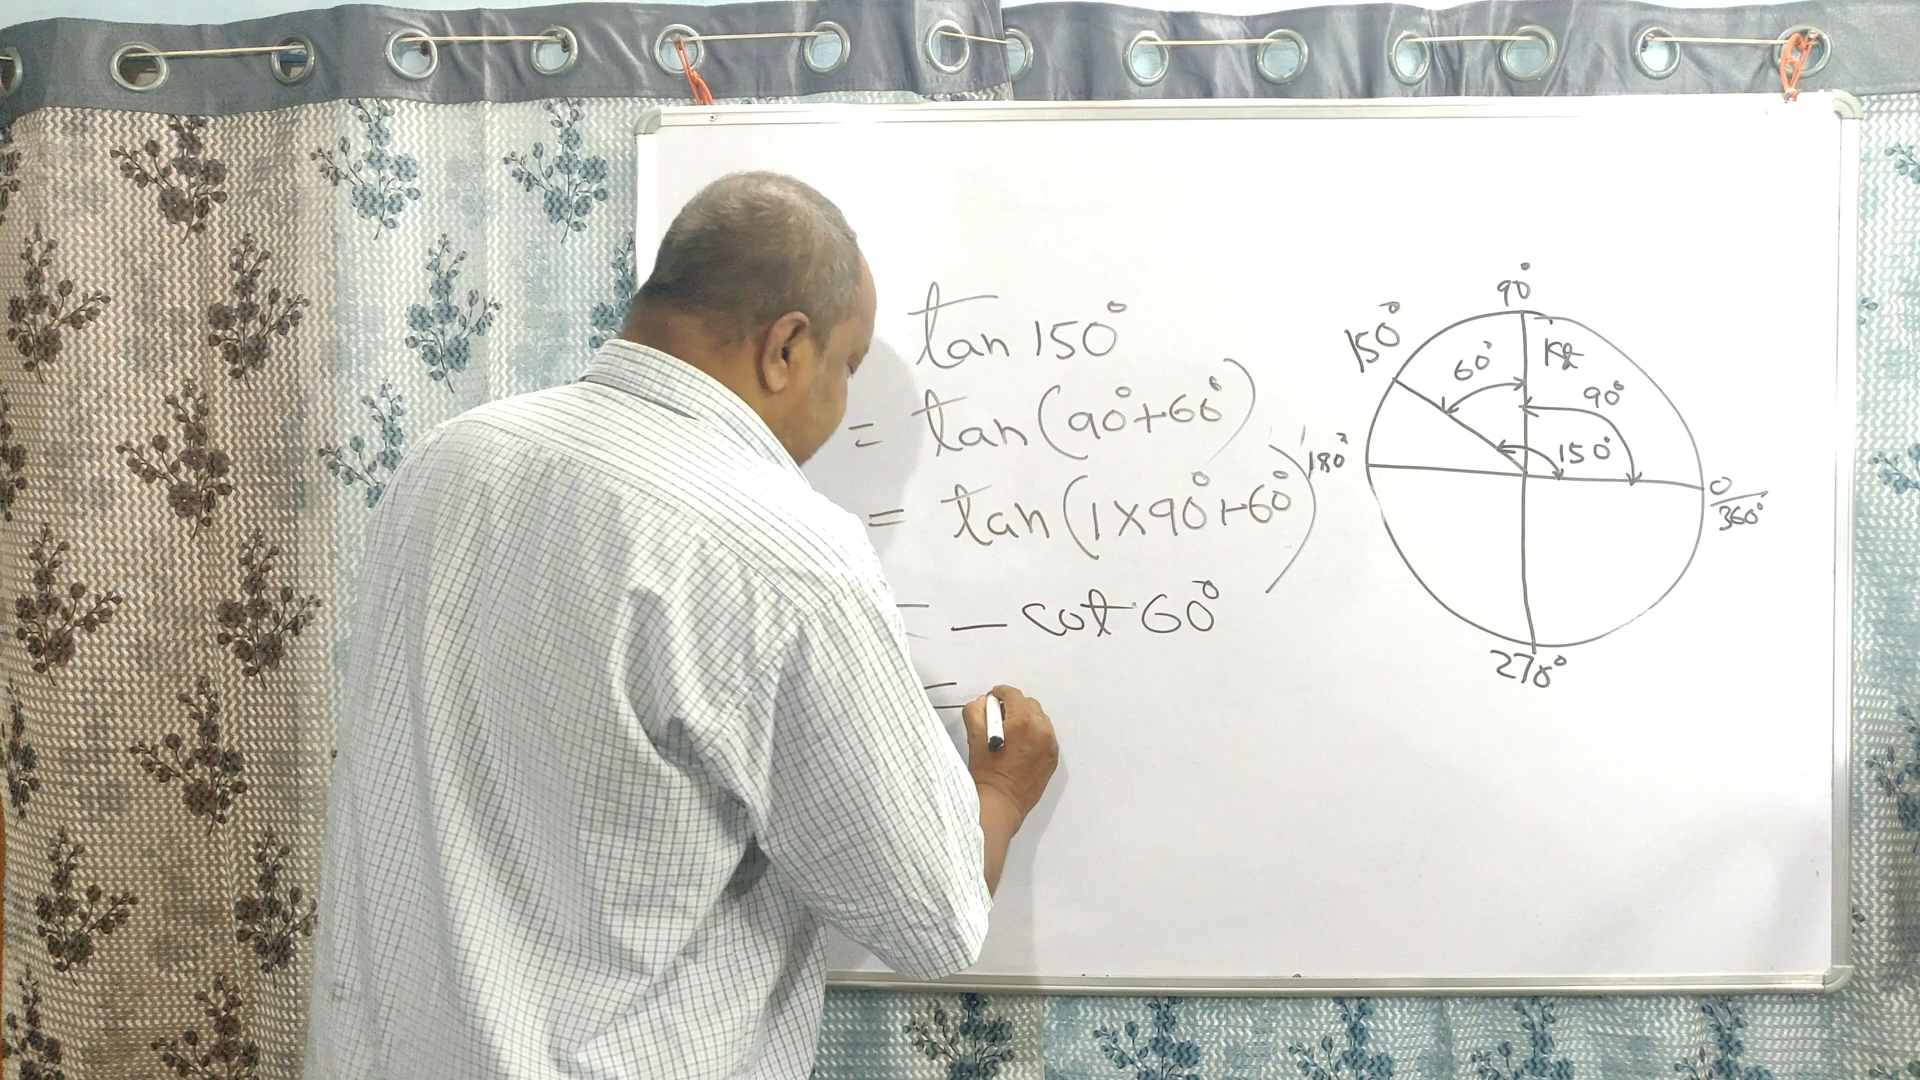 tan 150°
= tan (90°+60°)
= tan (1×90°+60°)
= - cot 60°
=
90°
150°
60°
90°
150°
180°
0
360°
270°